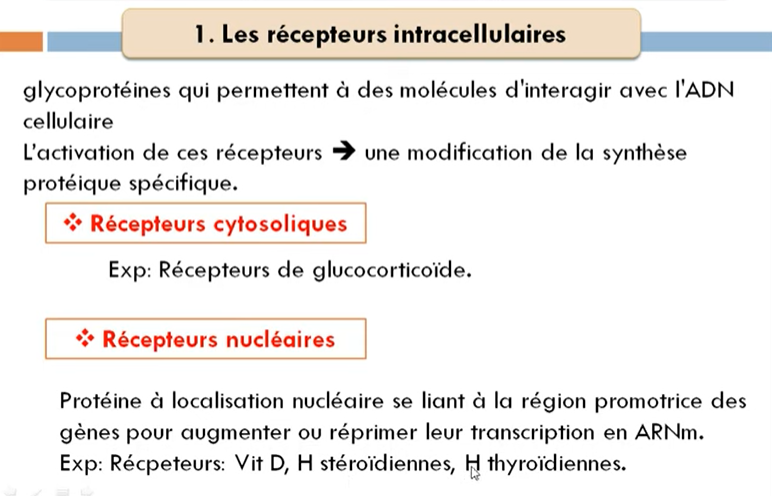 1. Les récepteurs intracellulaires
glycoprotéines qui permettent à des molécules d'interagir avec l'ADN
cellulaire
L'activation de ces récepteurs ➔ une modification de la synthèse
protéique spécifique.
❖ Récepteurs cytosoliques
Exp: Récepteurs de glucocorticoïde.
❖ Récepteurs nucléaires
Protéine à localisation nucléaire se liant à la région promotrice des
gènes pour augmenter ou réprimer leur transcription en ARNm.
Exp: Récpeteurs: Vit D, H stéroïdiennes, H thyroïdiennes.